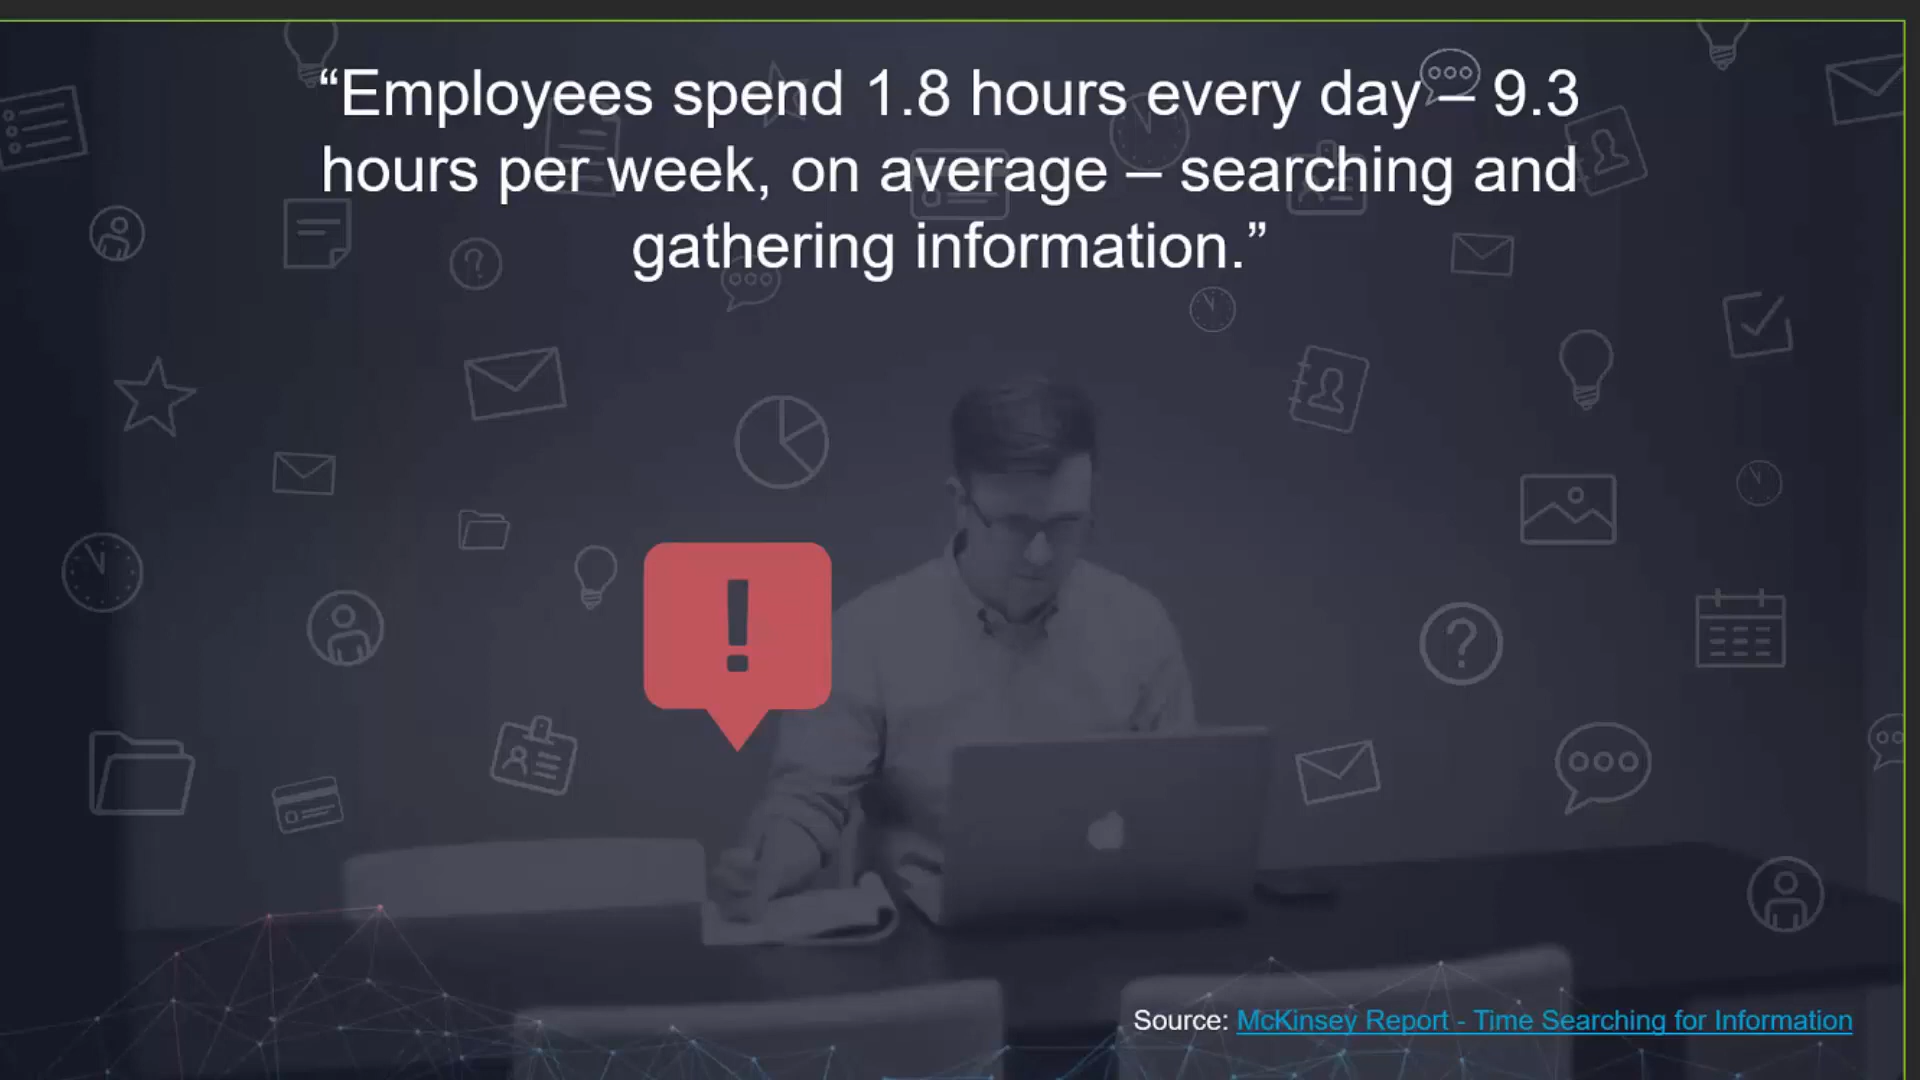 “Employees spend 1.8 hours every day – 9.3
hours per week, on average – searching and
gathering information.”
!
Source: McKinsey Report - Time Searching for Information